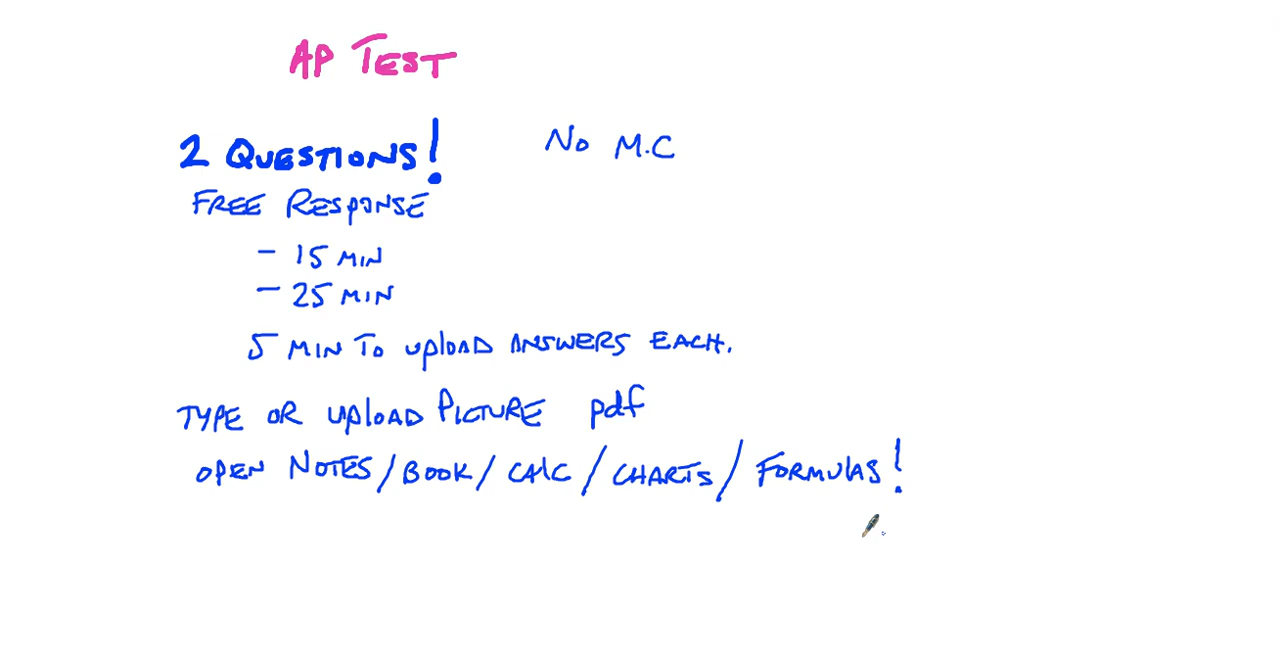 AP TEST
2 QUESTIONS! NO M.C
FREE RESPONSE
- 15 MIN
- 25 MIN
5 MIN TO UPLOAD ANSWERS EACH.
TYPE OR UPLOAD PICTURE pdf
OPEN NOTES/BOOK/CALC/CHARTS/FORMULAS!